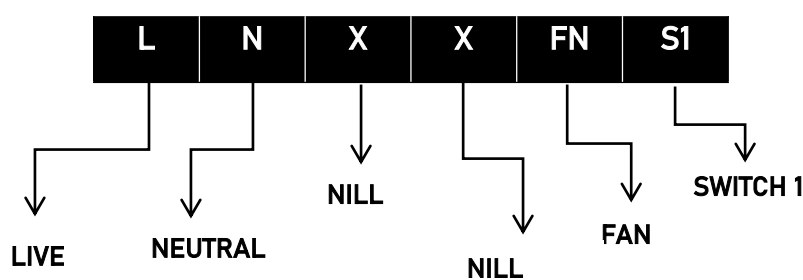 L N X X FN S1
LIVE
NEUTRAL
NILL
NILL
FAN
SWITCH 1